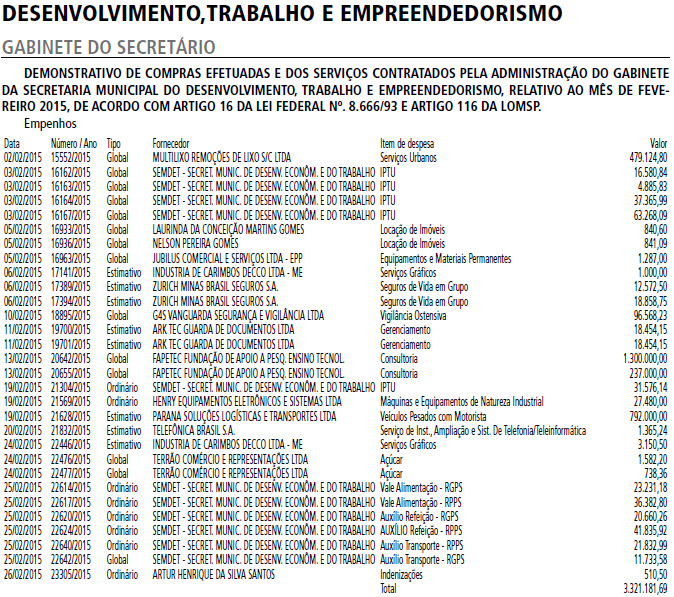 DESENVOLVIMENTO,TRABALHO E EMPREENDEDORISMO
GABINETE DO SECRETÁRIO
DEMONSTRATIVO DE COMPRAS EFETUADAS E DOS SERVIÇOS CONTRATADOS PELA ADMINISTRAÇÃO DO GABINETE
DA SECRETARIA MUNICIPAL DO DESENVOLVIMENTO, TRABALHO E EMPREENDEDORISMO, RELATIVO AO MÊS DE FEVE-
REIRO 2015, DE ACORDO COM ARTIGO 16 DA LEI FEDERAL Nº. 8.666/93 E ARTIGO 116 DA LOMSP.
Empenhos
Data Número / Ano Tipo Fornecedor Item de despesa Valor
02/02/2015 15552/2015 Global MULTILIXO REMOÇÕES DE LIXO S/C LTDA Serviços Urbanos 479.124,80
03/02/2015 16162/2015 Global SEMDET - SECRET. MUNIC. DE DESENV. ECONÔM. E DO TRABALHO IPTU 16.580,84
03/02/2015 16163/2015 Global SEMDET - SECRET. MUNIC. DE DESENV. ECONÔM. E DO TRABALHO IPTU 4.885,83
03/02/2015 16164/2015 Global SEMDET - SECRET. MUNIC. DE DESENV. ECONÔM. E DO TRABALHO IPTU 37.365,99
03/02/2015 16167/2015 Global SEMDET - SECRET. MUNIC. DE DESENV. ECONÔM. E DO TRABALHO IPTU 63.268,09
05/02/2015 16933/2015 Global LAURINDA DA CONCEIÇÃO MARTINS GOMES Locação de Imóveis 840,60
05/02/2015 16936/2015 Global NELSON PEREIRA GOMES Locação de Imóveis 841,09
05/02/2015 16963/2015 Global JUBILUS COMERCIAL E SERVIÇOS LTDA - EPP Equipamentos e Materiais Permanentes 1.287,00
06/02/2015 17141/2015 Estimativo INDUSTRIA DE CARIMBOS DECCO LTDA - ME Serviços Gráficos 1.000,00
06/02/2015 17389/2015 Estimativo ZURICH MINAS BRASIL SEGUROS S.A. Seguros de Vida em Grupo 12.572,50
06/02/2015 17394/2015 Estimativo ZURICH MINAS BRASIL SEGUROS S.A. Seguros de Vida em Grupo 18.858,75
10/02/2015 18895/2015 Global G4S VANGUARDA SEGURANÇA E VIGILÂNCIA LTDA Vigilância Ostensiva 96.568,23
11/02/2015 19700/2015 Estimativo ARK TEC GUARDA DE DOCUMENTOS LTDA Gerenciamento 18.454,15
11/02/2015 19701/2015 Estimativo ARK TEC GUARDA DE DOCUMENTOS LTDA Gerenciamento 18.454,15
13/02/2015 20642/2015 Global FAPETEC FUNDAÇÃO DE APOIO A PESQ. ENSINO TECNOL. Consultoria 1.300.000,00
13/02/2015 20655/2015 Global FAPETEC FUNDAÇÃO DE APOIO A PESQ. ENSINO TECNOL. Consultoria 237.000,00
19/02/2015 21304/2015 Ordinário SEMDET - SECRET. MUNIC. DE DESENV. ECONÔM. E DO TRABALHO IPTU 31.576,14
19/02/2015 21569/2015 Ordinário HENRY EQUIPAMENTOS ELETRÔNICOS E SISTEMAS LTDA Máquinas e Equipamentos de Natureza Industrial 27.480,00
19/02/2015 21628/2015 Estimativo PARANA SOLUÇÕES LOGÍSTICAS E TRANSPORTES LTDA Veículos Pesados com Motorista 792.000,00
20/02/2015 21832/2015 Estimativo TELEFÔNICA BRASIL S.A. Serviço de Inst., Ampliação e Sist. De Telefonia/Teleinformática 1.365,24
24/02/2015 22446/2015 Estimativo INDUSTRIA DE CARIMBOS DECCO LTDA - ME Serviços Gráficos 3.150,50
24/02/2015 22476/2015 Global TERRÃO COMÉRCIO E REPRESENTAÇÕES LTDA Açúcar 1.582,20
24/02/2015 22477/2015 Global TERRÃO COMÉRCIO E REPRESENTAÇÕES LTDA Açúcar 738,36
25/02/2015 22614/2015 Ordinário SEMDET - SECRET. MUNIC. DE DESENV. ECONÔM. E DO TRABALHO Vale Alimentação - RGPS 23.231,18
25/02/2015 22617/2015 Ordinário SEMDET - SECRET. MUNIC. DE DESENV. ECONÔM. E DO TRABALHO Vale Alimentação - RPPS 36.382,80
25/02/2015 22620/2015 Ordinário SEMDET - SECRET. MUNIC. DE DESENV. ECONÔM. E DO TRABALHO Auxílio Refeição - RGPS 20.660,26
25/02/2015 22624/2015 Ordinário SEMDET - SECRET. MUNIC. DE DESENV. ECONÔM. E DO TRABALHO AUXÍLIO Refeição - RPPS 41.835,92
25/02/2015 22640/2015 Ordinário SEMDET - SECRET. MUNIC. DE DESENV. ECONÔM. E DO TRABALHO Auxílio Transporte - RPPS 21.832,99
25/02/2015 22642/2015 Global SEMDET - SECRET. MUNIC. DE DESENV. ECONÔM. E DO TRABALHO Auxílio Transporte - RGPS 11.733,58
26/02/2015 23305/2015 Ordinário ARTUR HENRIQUE DA SILVA SANTOS Indenizações 510,50
Total 3.321.181,69